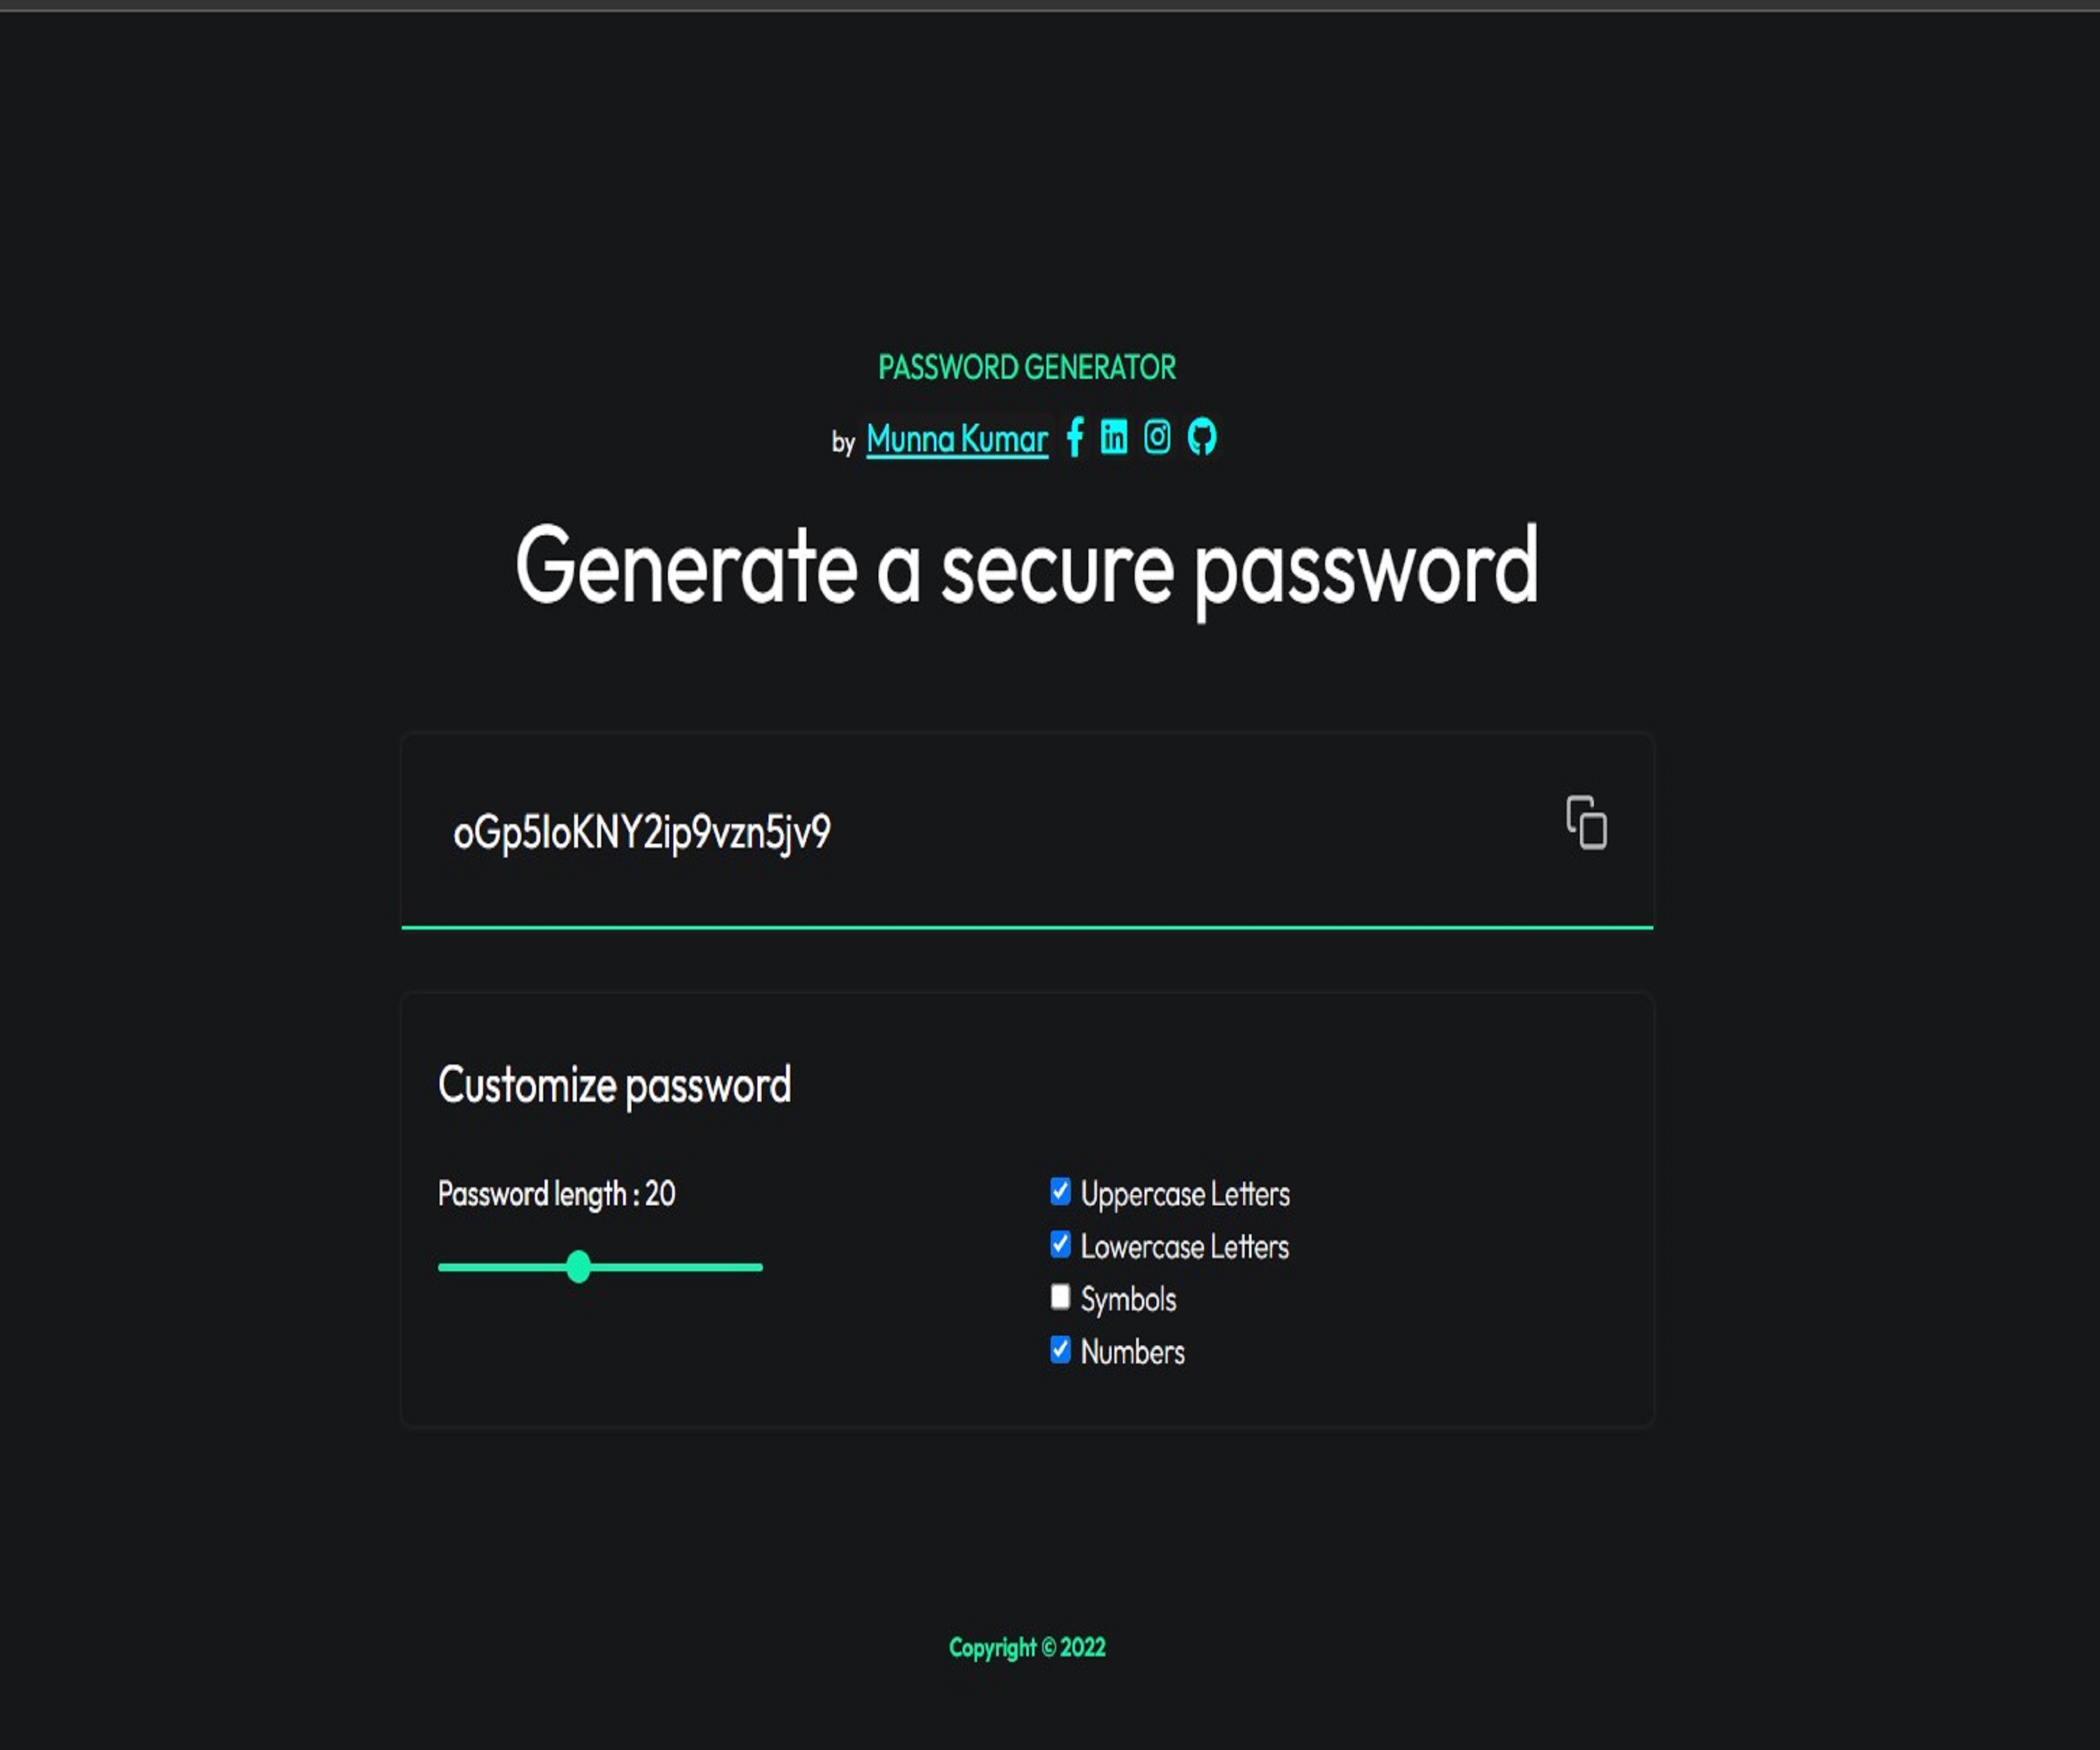 PASSWORD GENERATOR
by Munna Kumar
Generate a secure password
oGp5IoKNY2ip9vzn5jv9
Customize password
Password length : 20
Uppercase Letters
Lowercase Letters
Symbols
Numbers
Copyright © 2022